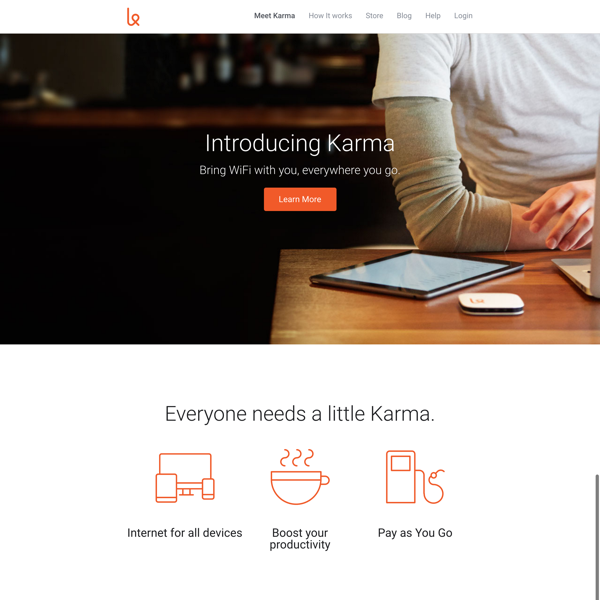 Meet Karma How It works Store Blog Help Login
Introducing Karma
Bring WiFi with you, everywhere you go.
Learn More
Everyone needs a little Karma.
Internet for all devices
Boost your
productivity
Pay as You Go